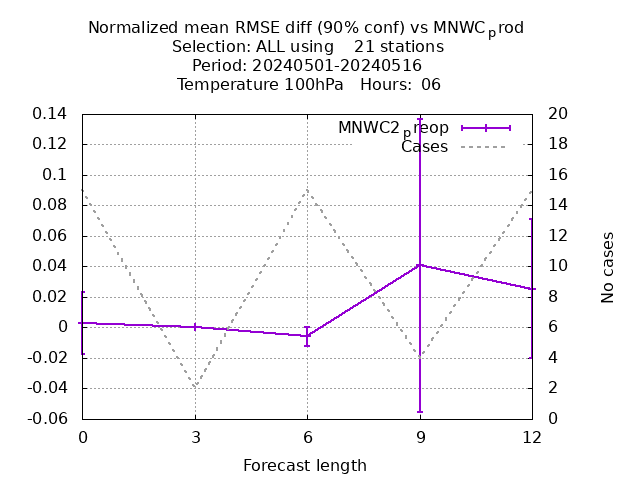 Normalized mean RMSE diff (90% conf) vs MNWCprod
Selection: ALL using 21 stations
Period: 20240501-20240516
Temperature 100hPa Hours: 06
MNWC2preop
Cases
0.14
0.12
0.1
0.08
0.06
0.04
0.02
0
-0.02
-0.04
-0.06
20
18
16
14
12
10
8
6
4
2
0
No cases
0 3 6 9 12
Forecast length